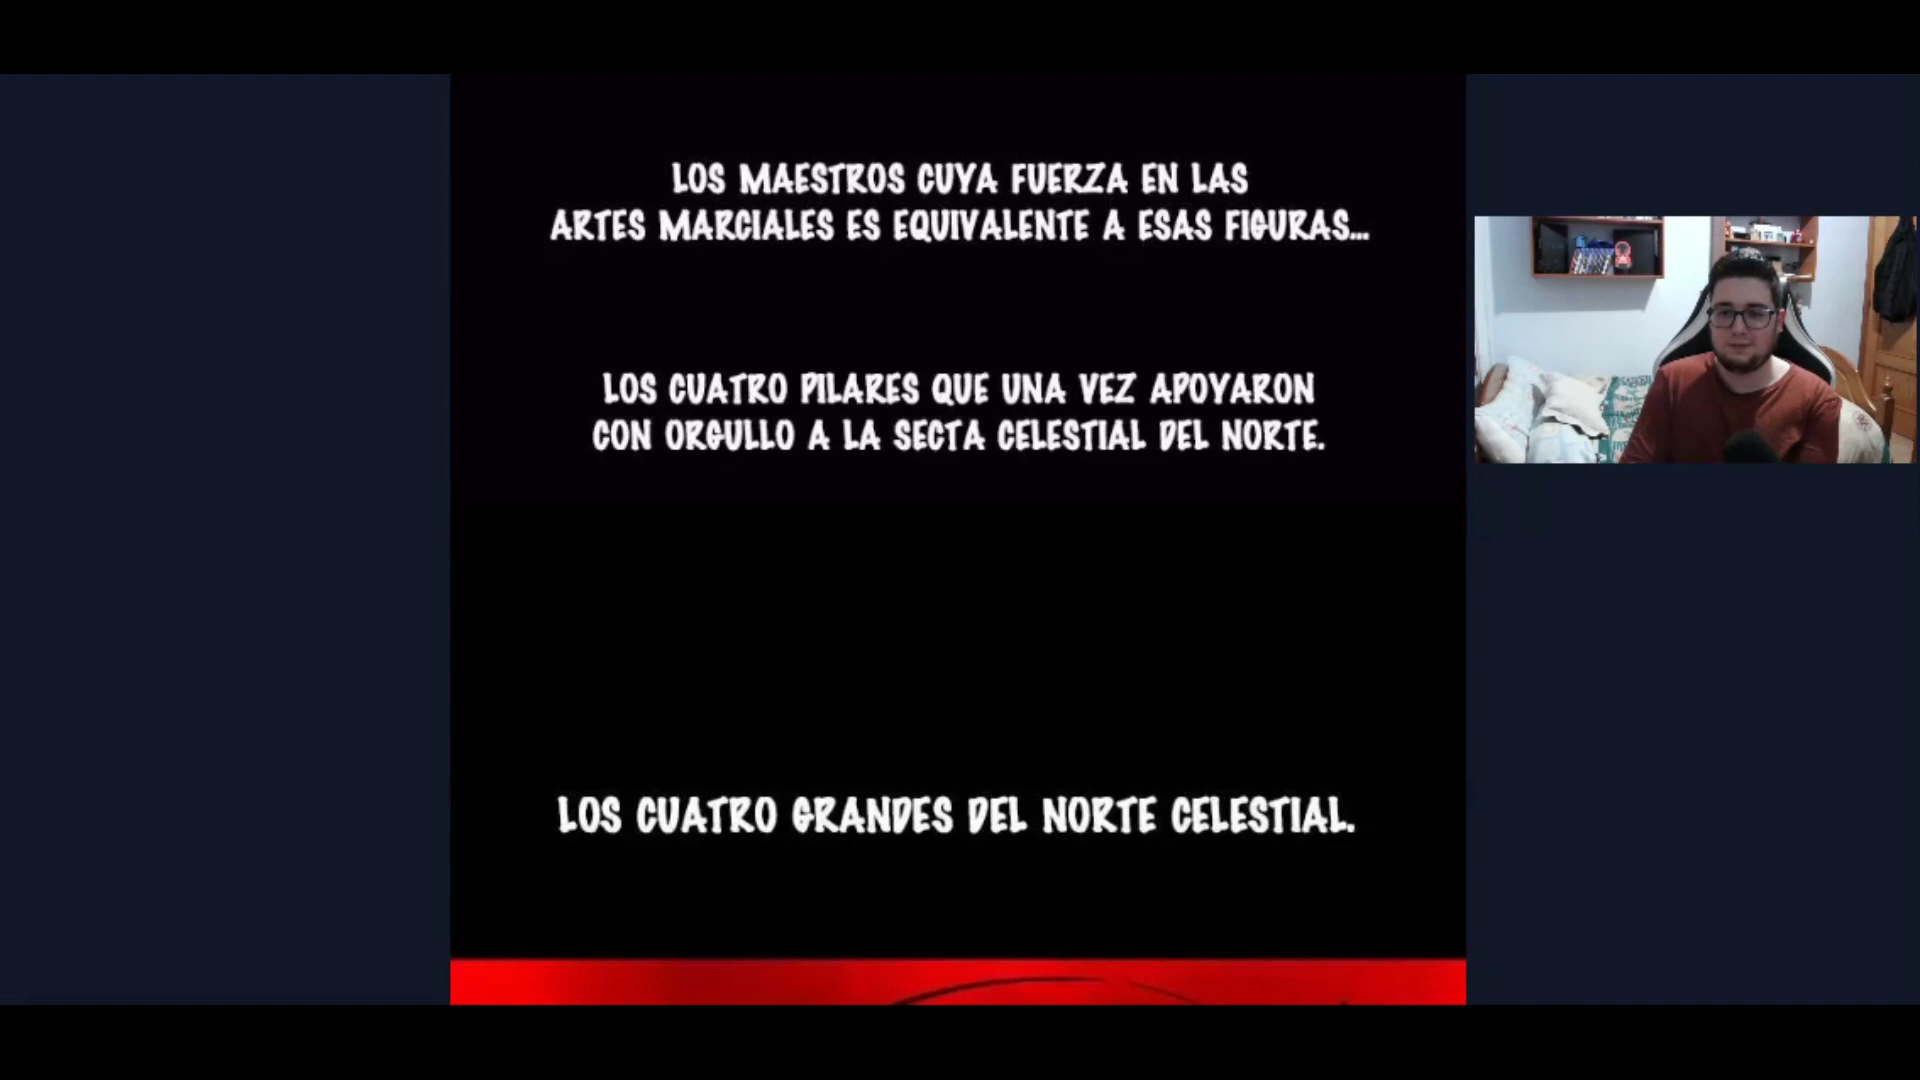 LOS MAESTROS CUYA FUERZA EN LAS
ARTES MARCIALES ES EQUIVALENTE A ESAS FIGURAS...
LOS CUATRO PILARES QUE UNA VEZ APOYARON
CON ORGULLO A LA SECTA CELESTIAL DEL NORTE.
LOS CUATRO GRANDES DEL NORTE CELESTIAL.